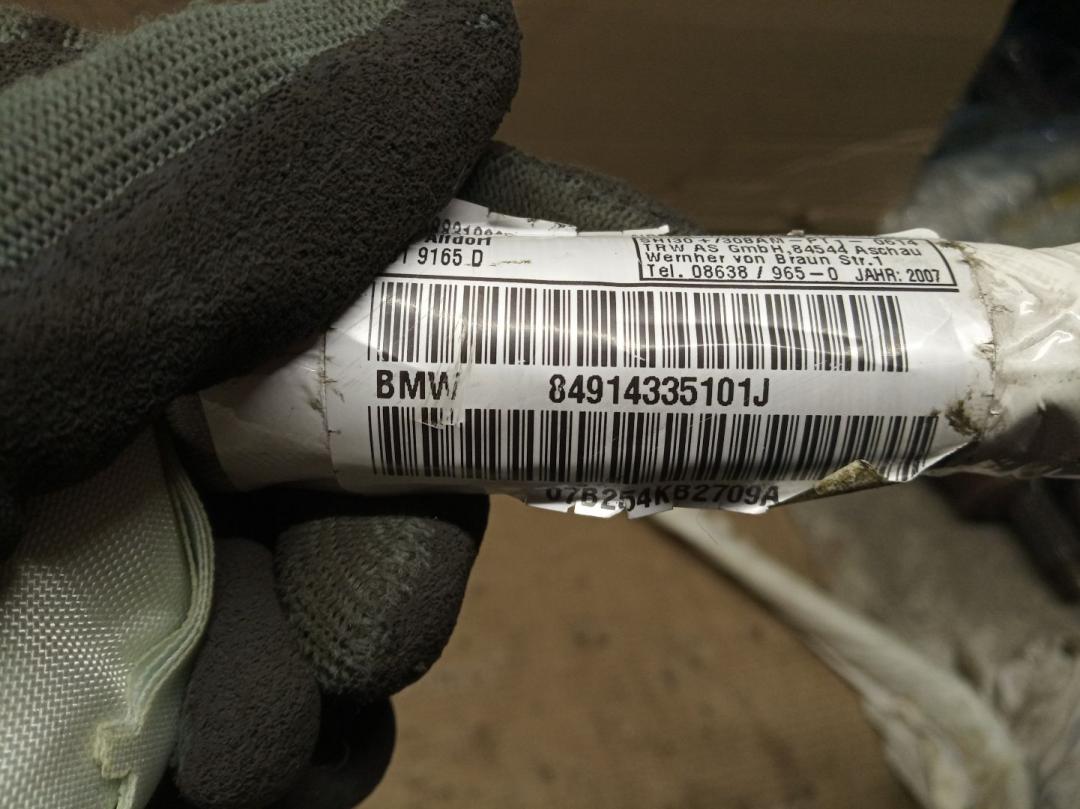 Alfdorf
9165 D
TRW AS GmbH, 84544 Aschau
Wernher von Braun Str.1
Tel. 08638 / 965-0 JAHR: 2007
BMW 84914335101J
07B254KB2709A